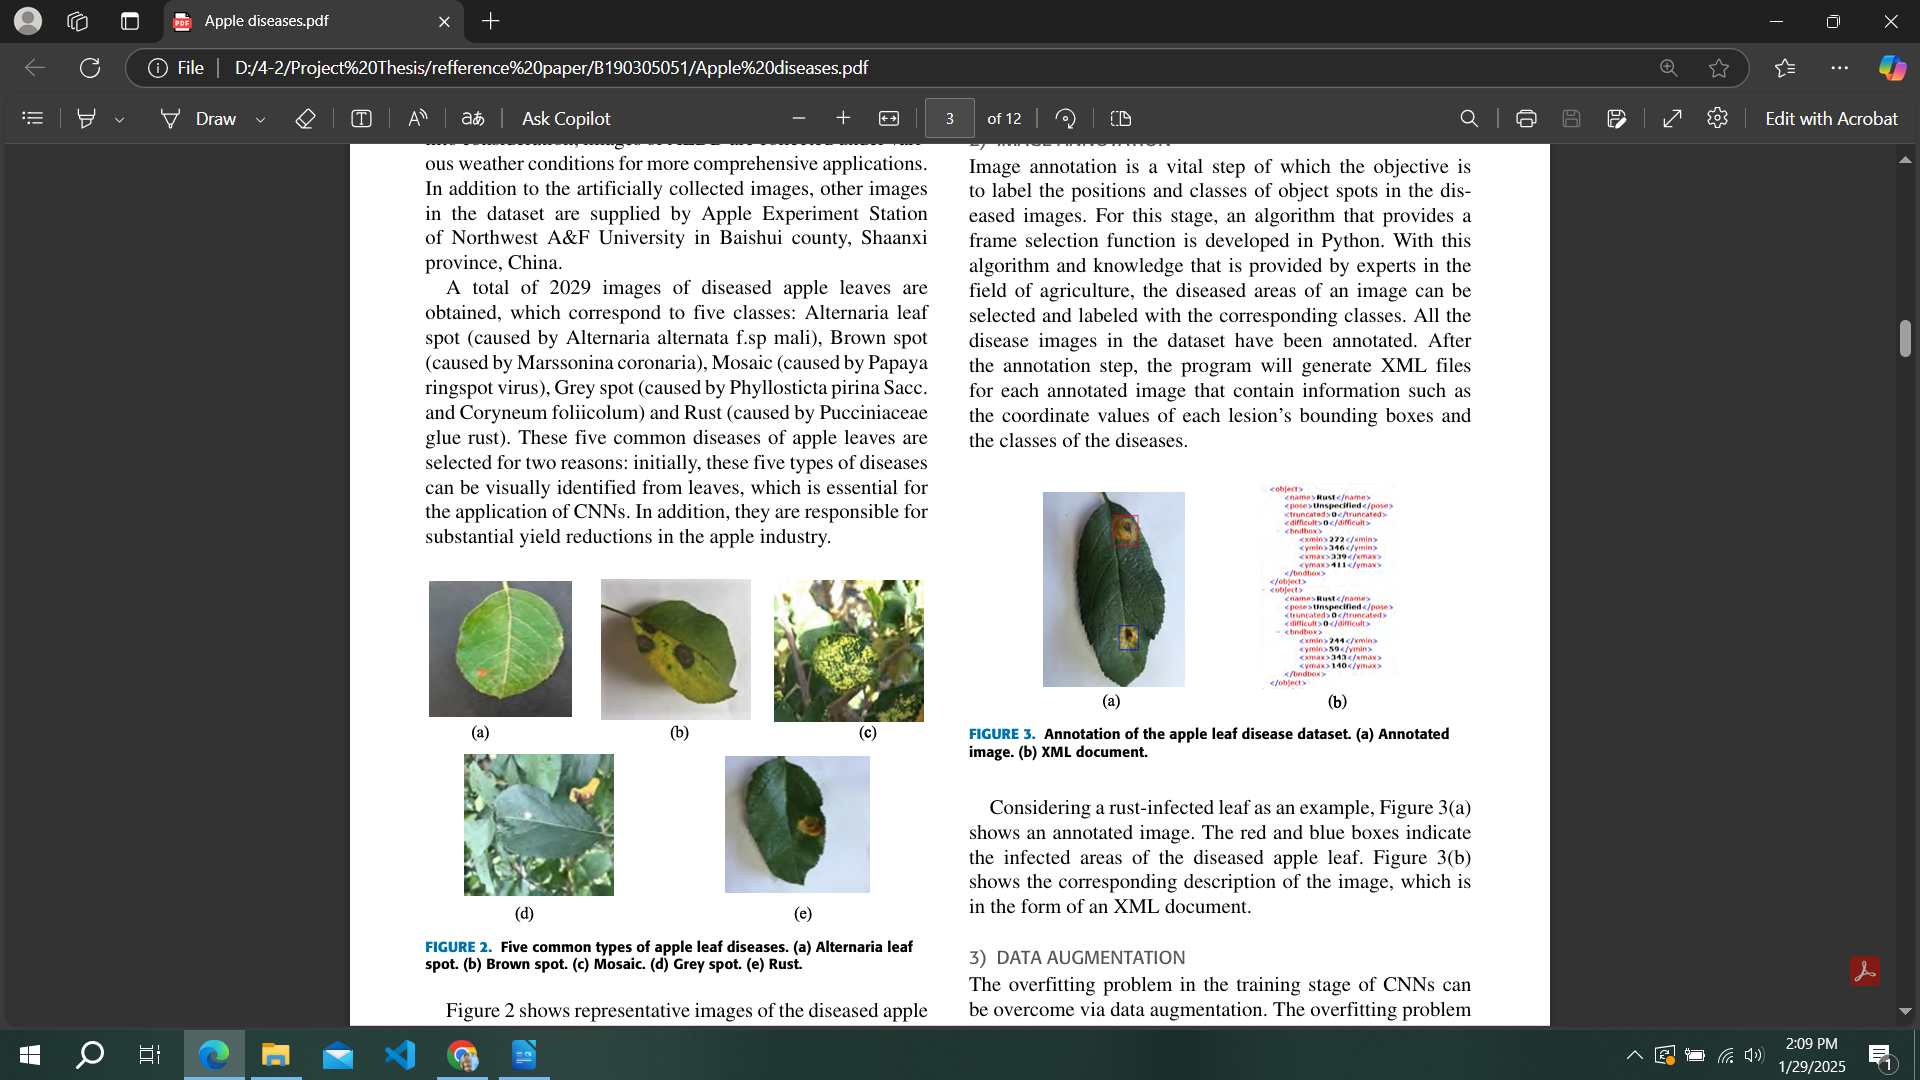 Apple diseases.pdf
File
D:/4-2/Project%20Thesis/refference%20paper/B190305051/Apple%20diseases.pdf
Draw
Ask Copilot
3
of 12
Edit with Acrobat
ous weather conditions for more comprehensive applications.
In addition to the artificially collected images, other images
in the dataset are supplied by Apple Experiment Station
of Northwest A&F University in Baishui county, Shaanxi
province, China.
A total of 2029 images of diseased apple leaves are
obtained, which correspond to five classes: Alternaria leaf
spot (caused by Alternaria alternata f.sp mali), Brown spot
(caused by Marssonina coronaria), Mosaic (caused by Papaya
ringspot virus), Grey spot (caused by Phyllosticta pirina Sacc.
and Coryneum foliicolum) and Rust (caused by Pucciniaceae
glue rust). These five common diseases of apple leaves are
selected for two reasons: initially, these five types of diseases
can be visually identified from leaves, which is essential for
the application of CNNs. In addition, they are responsible for
substantial yield reductions in the apple industry.
(a)
(b)
(c)
(d)
(e)
FIGURE 2. Five common types of apple leaf diseases. (a) Alternaria leaf
spot. (b) Brown spot. (c) Mosaic. (d) Grey spot. (e) Rust.
Figure 2 shows representative images of the diseased apple
2) IMAGE ANNOTATION
Image annotation is a vital step of which the objective is
to label the positions and classes of object spots in the dis-
eased images. For this stage, an algorithm that provides a
frame selection function is developed in Python. With this
algorithm and knowledge that is provided by experts in the
field of agriculture, the diseased areas of an image can be
selected and labeled with the corresponding classes. All the
disease images in the dataset have been annotated. After
the annotation step, the program will generate XML files
for each annotated image that contain information such as
the coordinate values of each lesion's bounding boxes and
the classes of the diseases.
<object>
<name>Rust</name>
<pose>Unspecified</pose>
<truncated>0</truncated>
<difficult>0</difficult>
- <bndbox>
<xmin>272</xmin>
<ymin>346</ymin>
<xmax>339</xmax>
<ymax>411</ymax>
</bndbox>
</object>
- <object>
<name>Rust</name>
<pose>Unspecified</pose>
<truncated>0</truncated>
<difficult>0</difficult>
- <bndbox>
<xmin>244</xmin>
<ymin>59</ymin>
<xmax>343</xmax>
<ymax>140</ymax>
</bndbox>
</object>
(a)
(b)
FIGURE 3. Annotation of the apple leaf disease dataset. (a) Annotated
image. (b) XML document.
Considering a rust-infected leaf as an example, Figure 3(a)
shows an annotated image. The red and blue boxes indicate
the infected areas of the diseased apple leaf. Figure 3(b)
shows the corresponding description of the image, which is
in the form of an XML document.
3) DATA AUGMENTATION
The overfitting problem in the training stage of CNNs can
be overcome via data augmentation. The overfitting problem
2:09 PM
1/29/2025
1